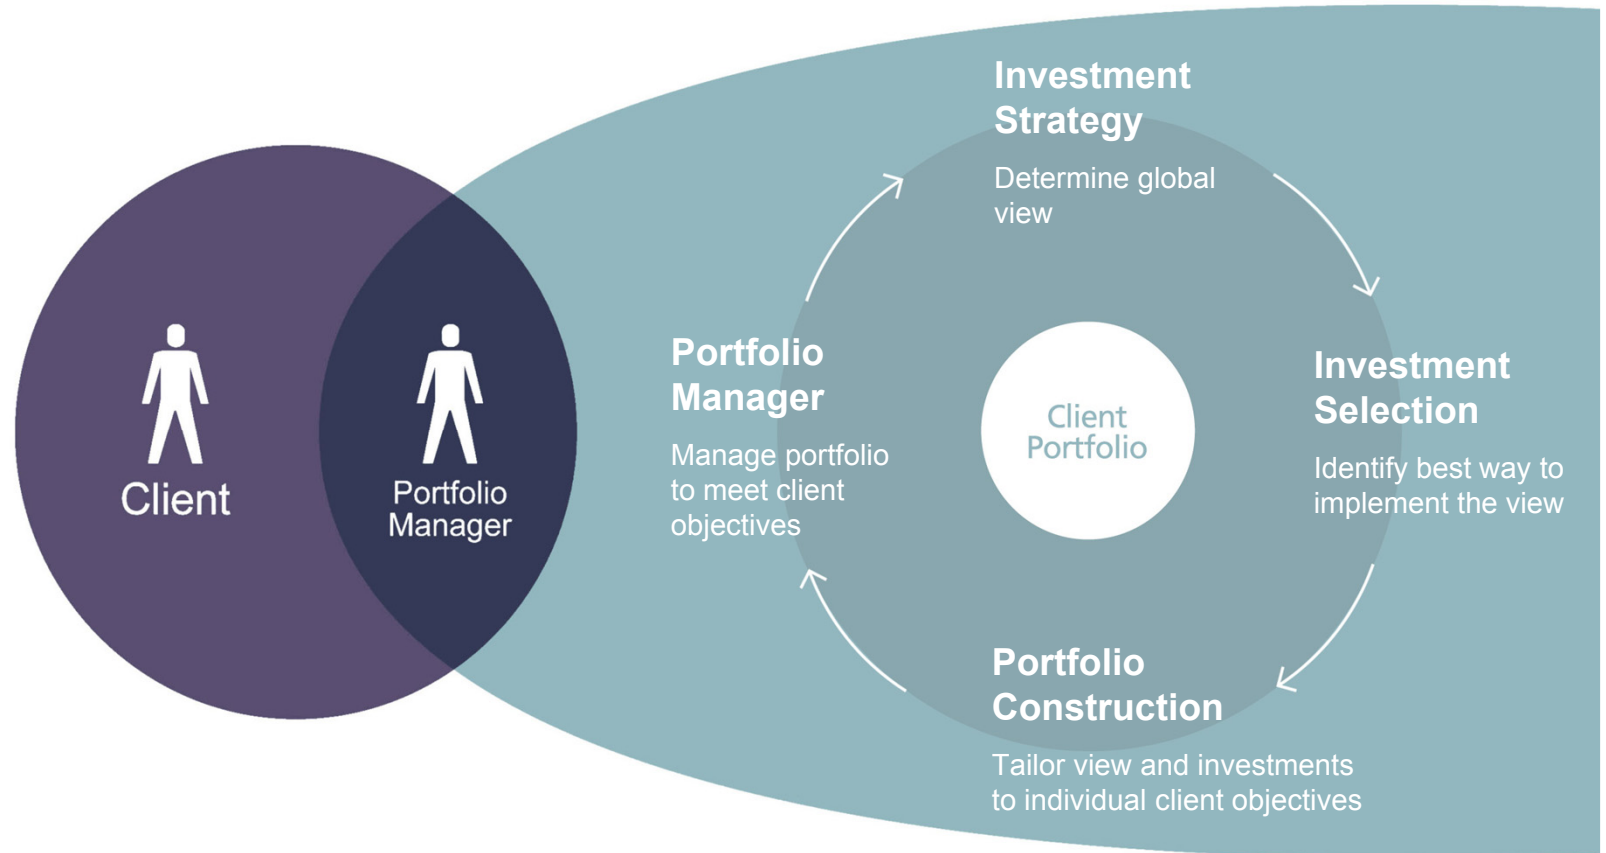 Client
Portfolio
Manager
Investment
Strategy
Determine global
view
Portfolio
Manager
Manage portfolio
to meet client
objectives
Client
Portfolio
Investment
Selection
Identify best way to
implement the view
Portfolio
Construction
Tailor view and investments
to individual client objectives